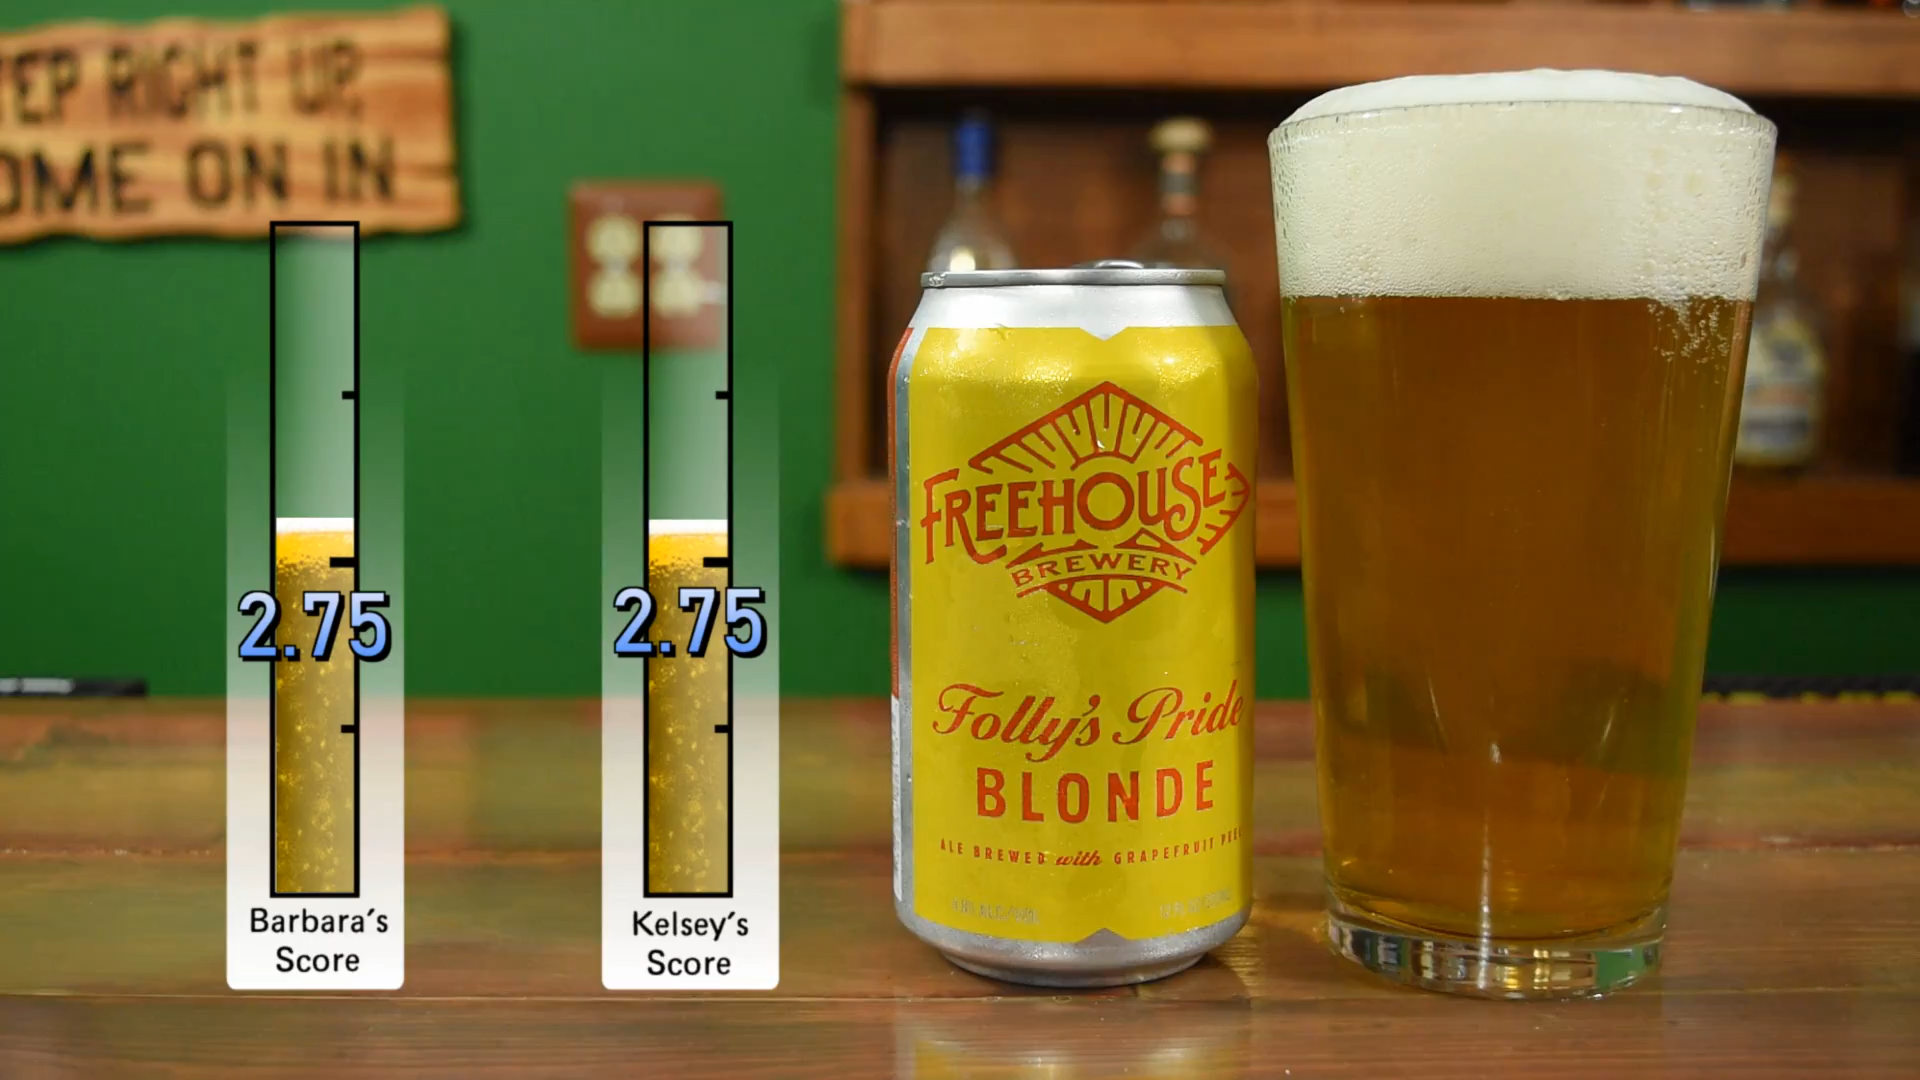 TEP RIGHT UP,
OME ON IN
2.75
Barbara's
Score
2.75
Kelsey's
Score
FREEHOUSE
BREWERY
Folly's Pride
BLONDE
ALE BREWED with GRAPEFRUIT